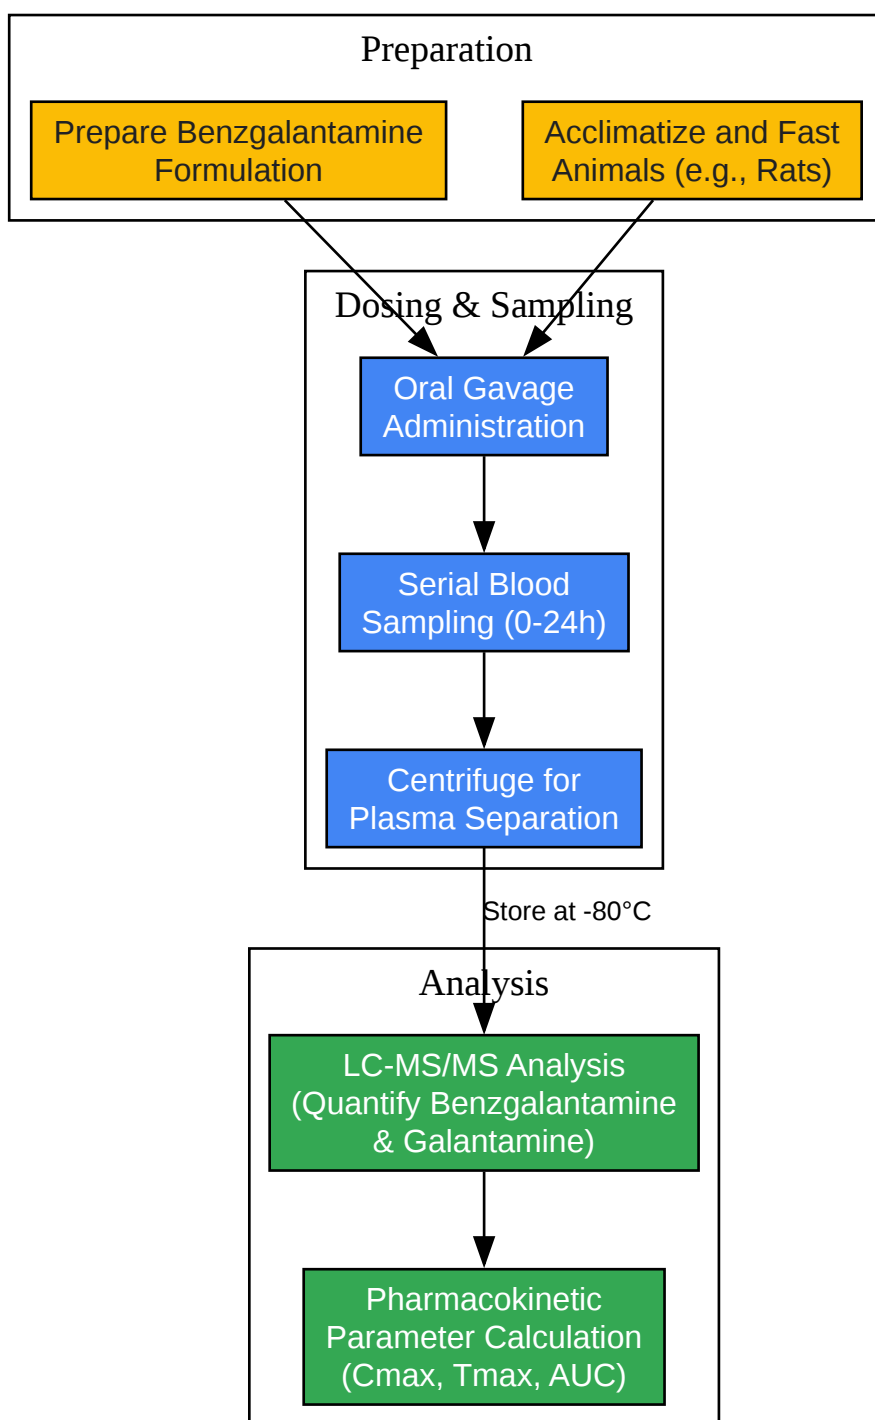 Preparation
Prepare Benzgalantamine
Formulation
Acclimatize and Fast
Animals (e.g., Rats)
Dosing & Sampling
Oral Gavage
Administration
Serial Blood
Sampling (0-24h)
Centrifuge for
Plasma Separation
Store at -80°C
Analysis
LC-MS/MS Analysis
(Quantify Benzgalantamine
& Galantamine)
Pharmacokinetic
Parameter Calculation
(Cmax, Tmax, AUC)